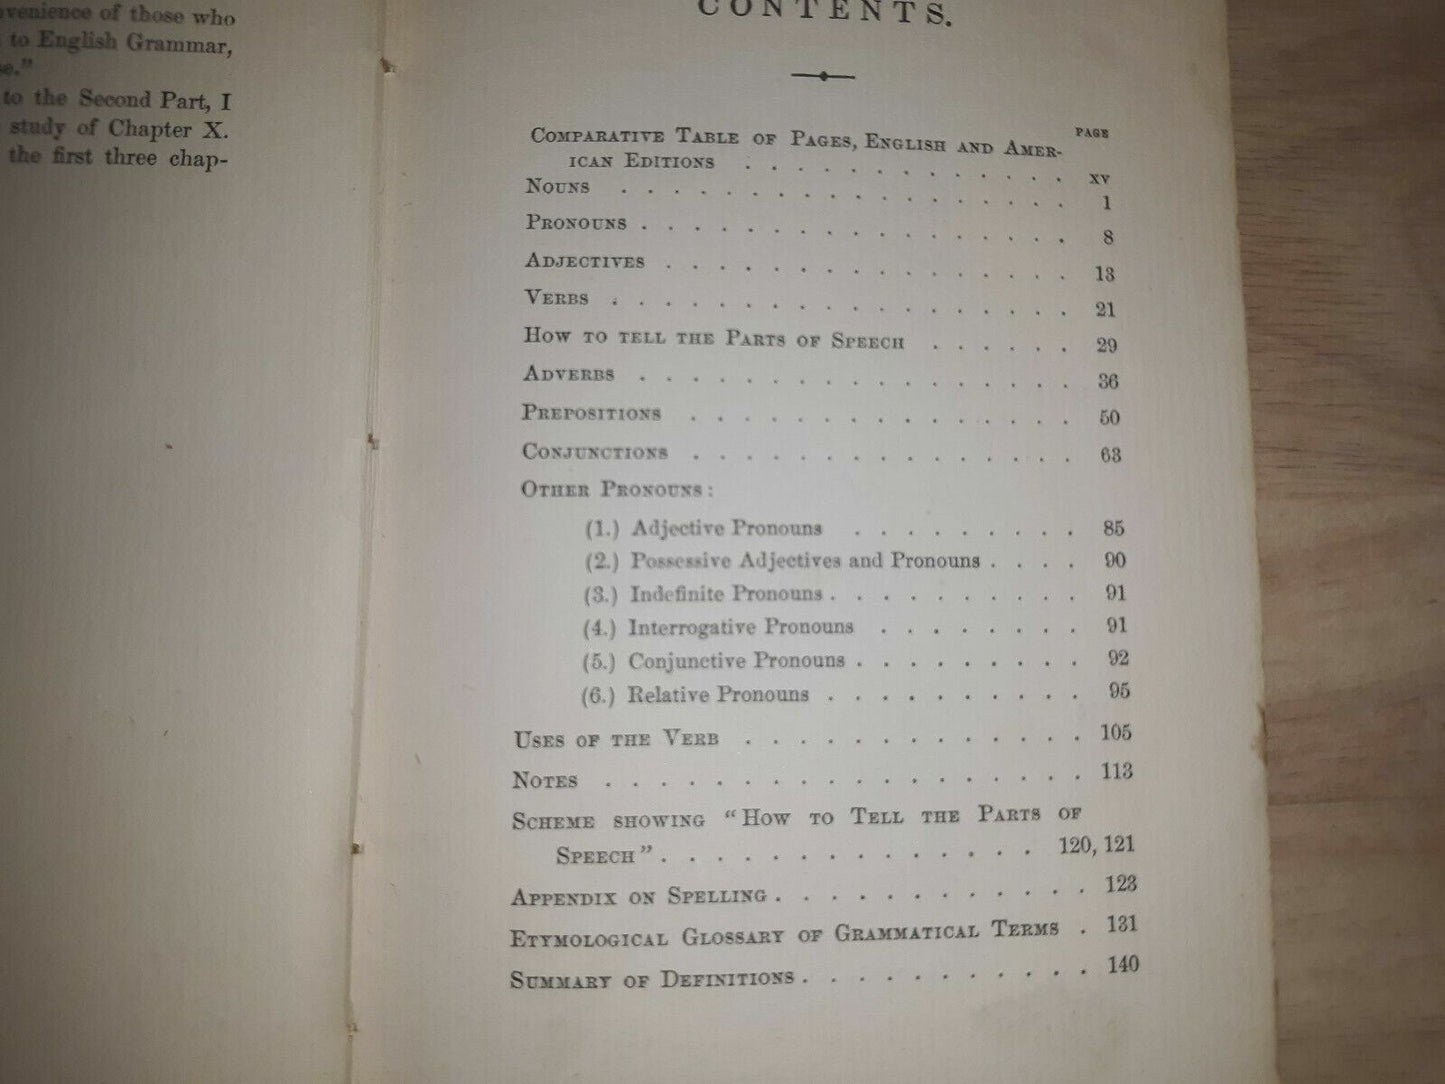 venience of those who
to English Grammar,
e."
to the Second Part, I
study of Chapter X.
the first three chap-
CONTENTS.
PAGE
COMPARATIVE TABLE OF PAGES, ENGLISH AND AMER-
ICAN EDITIONS . . . . . . . . . . . . . XV
NOUNS . . . . . . . . . . . . . . . . . 1
PRONOUNS . . . . . . . . . . . . . . . . . 8
ADJECTIVES . . . . . . . . . . . . . . . . 13
VERBS . . . . . . . . . . . . . . . . . . 21
HOW TO TELL THE PARTS OF SPEECH . . . . . . 29
ADVERBS . . . . . . . . . . . . . . . . . 36
PREPOSITIONS . . . . . . . . . . . . . . . 50
CONJUNCTIONS . . . . . . . . . . . . . . . 63
OTHER PRONOUNS:
(1.) Adjective Pronouns . . . . . . . . . 85
(2.) Possessive Adjectives and Pronouns . . . . 90
(3.) Indefinite Pronouns . . . . . . . . . . 91
(4.) Interrogative Pronouns . . . . . . . . 91
(5.) Conjunctive Pronouns . . . . . . . . . 92
(6.) Relative Pronouns . . . . . . . . . . 95
USES OF THE VERB . . . . . . . . . . . . . 105
NOTES . . . . . . . . . . . . . . . . . . 113
SCHEME SHOWING "HOW TO TELL THE PARTS OF
SPEECH" . . . . . . . . . . . . . . 120, 121
APPENDIX ON SPELLING . . . . . . . . . . . . 123
ETYMOLOGICAL GLOSSARY OF GRAMMATICAL TERMS . 131
SUMMARY OF DEFINITIONS . . . . . . . . . . . 140